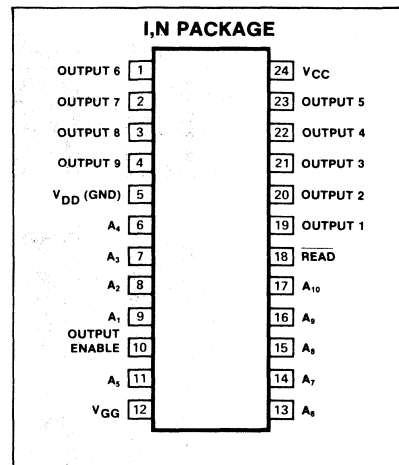 I,N PACKAGE
OUTPUT 6 1 24 VCC
OUTPUT 7 2 23 OUTPUT 5
OUTPUT 8 3 22 OUTPUT 4
OUTPUT 9 4 21 OUTPUT 3
VDD (GND) 5 20 OUTPUT 2
A4 6 19 OUTPUT 1
A3 7 18 READ
A2 8 17 A10
A1 9 16 A9
OUTPUT
ENABLE 10 15 A8
A5 11 14 A7
VGG 12 13 A6